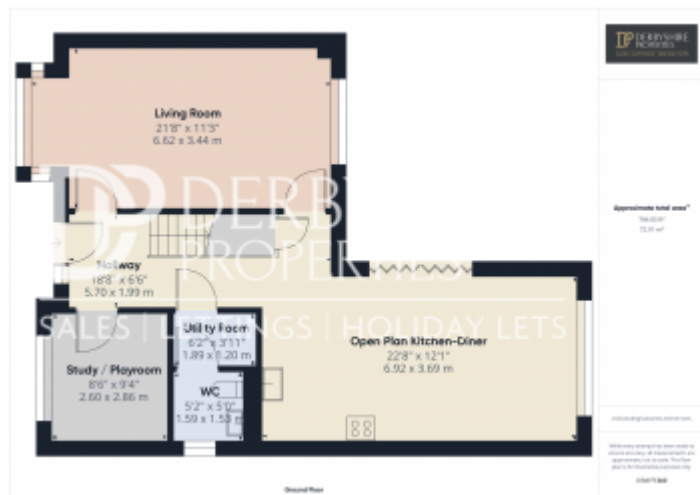 DERBYSHIRE
PROPERTIES
Living Room
21'8" x 11'3"
6.62 x 3.44 m
Approximate total area
DERBY
PROPERTIES
Hallway
18'8" x 6'6"
5.70 x 1.99 m
SALES | LETTINGS | HOLIDAY LETS
Utility Room
6'2" x 3'11"
1.89 x 1.20 m
Open Plan Kitchen-Diner
22'8" x 12'1"
6.92 x 3.69 m
Study / Playroom
8'6" x 9'4"
2.60 x 2.86 m
WC
5'2" x 5'0"
1.59 x 1.53 m
Ground Floor